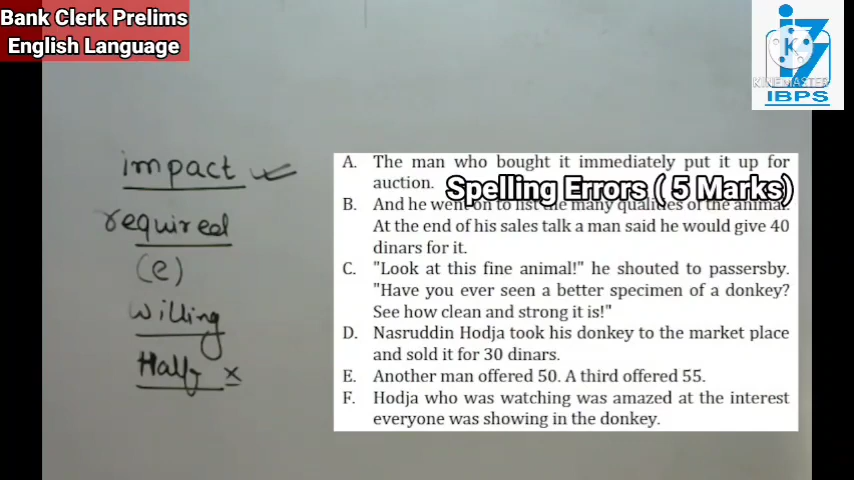 Bank Clerk Prelims
English Language
KINEMASTER
IBPS
impact
required
(e)
willing
Half x
A. The man who bought it immediately put it up for
auction.
Spelling Errors ( 5 Marks)
B. And he went on to list the many qualities of the animal.
At the end of his sales talk a man said he would give 40
dinars for it.
C. "Look at this fine animal!" he shouted to passersby.
"Have you ever seen a better specimen of a donkey?
See how clean and strong it is!"
D. Nasruddin Hodja took his donkey to the market place
and sold it for 30 dinars.
E. Another man offered 50. A third offered 55.
F. Hodja who was watching was amazed at the interest
everyone was showing in the donkey.